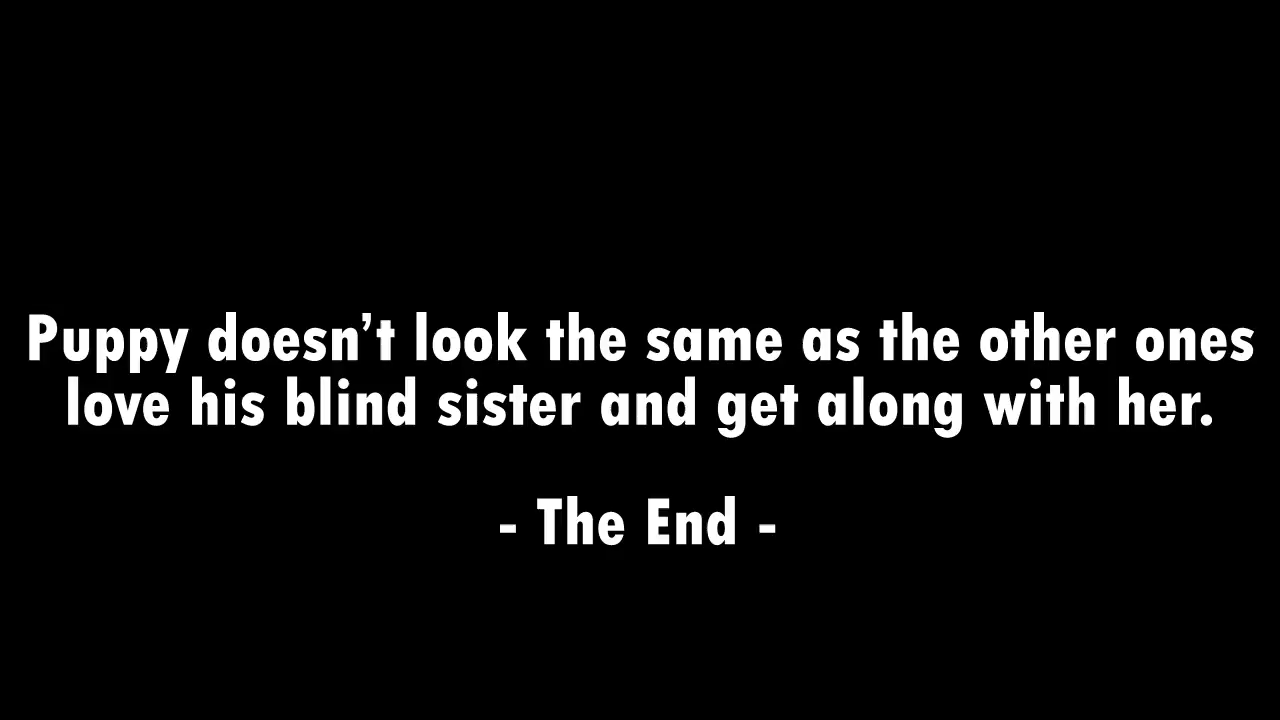 Puppy doesn’t look the same as the other ones
love his blind sister and get along with her.
- The End -